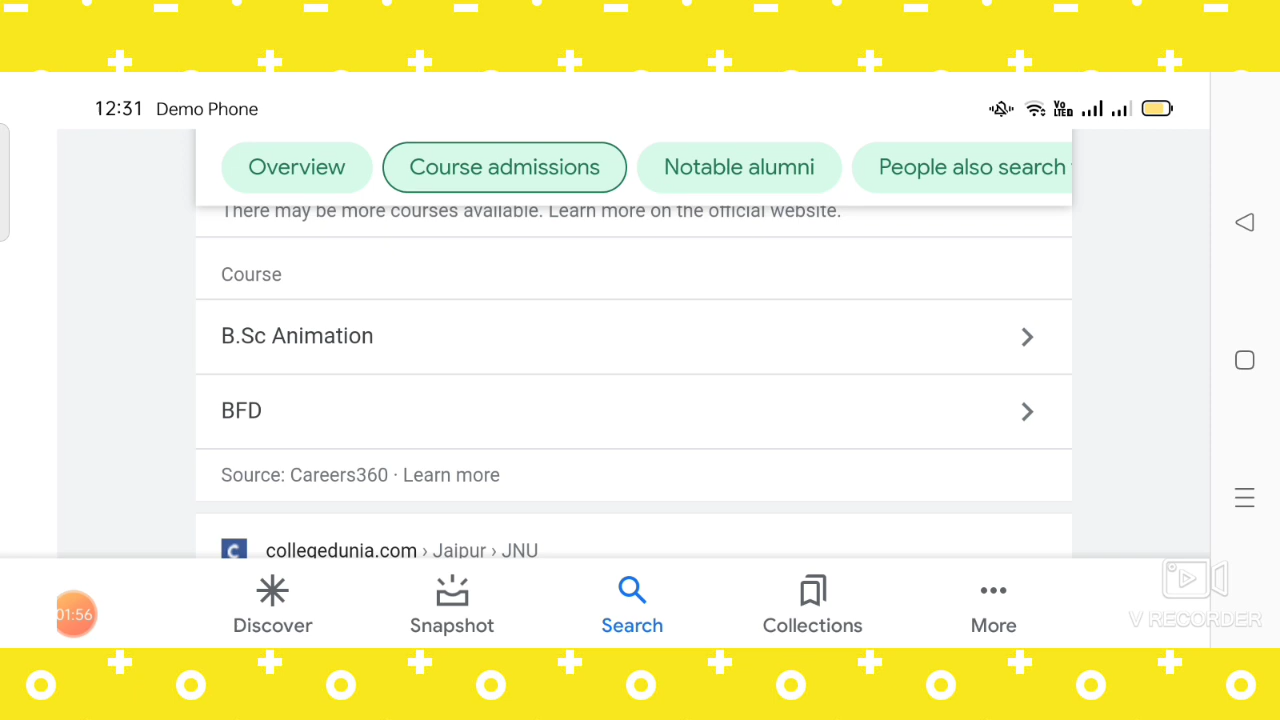 12:31 Demo Phone Vo LTE
Overview Course admissions Notable alumni People also search
There may be more courses available. Learn more on the official website.
Course
B.Sc Animation
BFD
Source: Careers360 · Learn more
C collegedunia.com › Jaipur › JNU
01:56
Discover Snapshot Search Collections More
V RECORDER